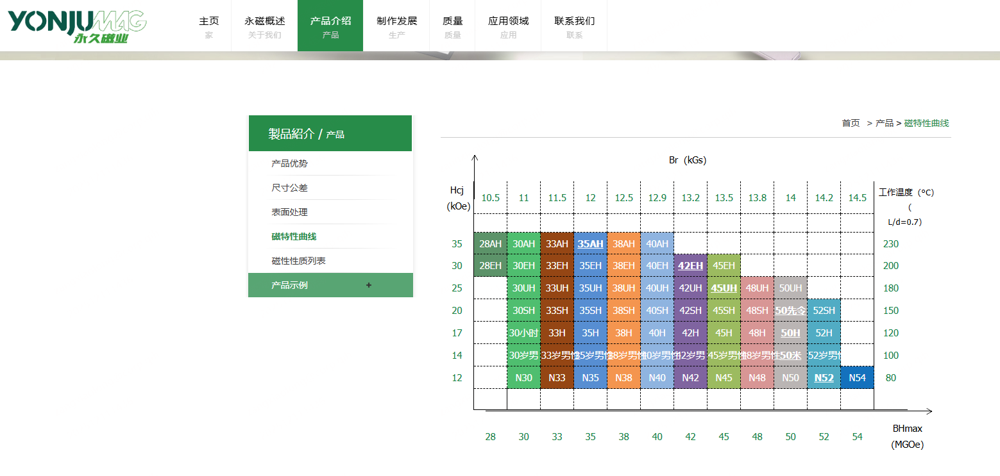 YONJUMAG
永久磁业
主页 永磁概述 产品介绍 制作发展 质量 应用领域 联系我们
家 关于我们 产品 生产 质量 应用 联系
首页 > 产品 > 磁特性曲线
製品紹介 / 产品
产品优势
尺寸公差
表面处理
磁特性曲线
磁性性质列表
产品示例 +
Br（kGs）
Hcj
(kOe)
10.5 11 11.5 12 12.5 12.9 13.2 13.5 13.8 14 14.2 14.5
工作温度（°C）
（
L/d=0.7）
35 28AH 30AH 33AH 35AH 38AH 40AH 230
30 28EH 30EH 33EH 35EH 38EH 40EH 42EH 45EH 200
25 30UH 33UH 35UH 38UH 40UH 42UH 45UH 48UH 50UH 180
20 30SH 33SH 35SH 38SH 40SH 42SH 45SH 48SH 50先令 52SH 150
17 30小时 33H 35H 38H 40H 42H 45H 48H 50H 52H 120
14 30岁男 33岁男性 35岁男性 38岁男性 40岁男性 42岁男 45岁男性 48岁男性 50米 52岁男性 100
12 N30 N33 N35 N38 N40 N42 N45 N48 N50 N52 N54 80
28 30 33 35 38 40 42 45 48 50 52 54
BHmax
(MGOe)